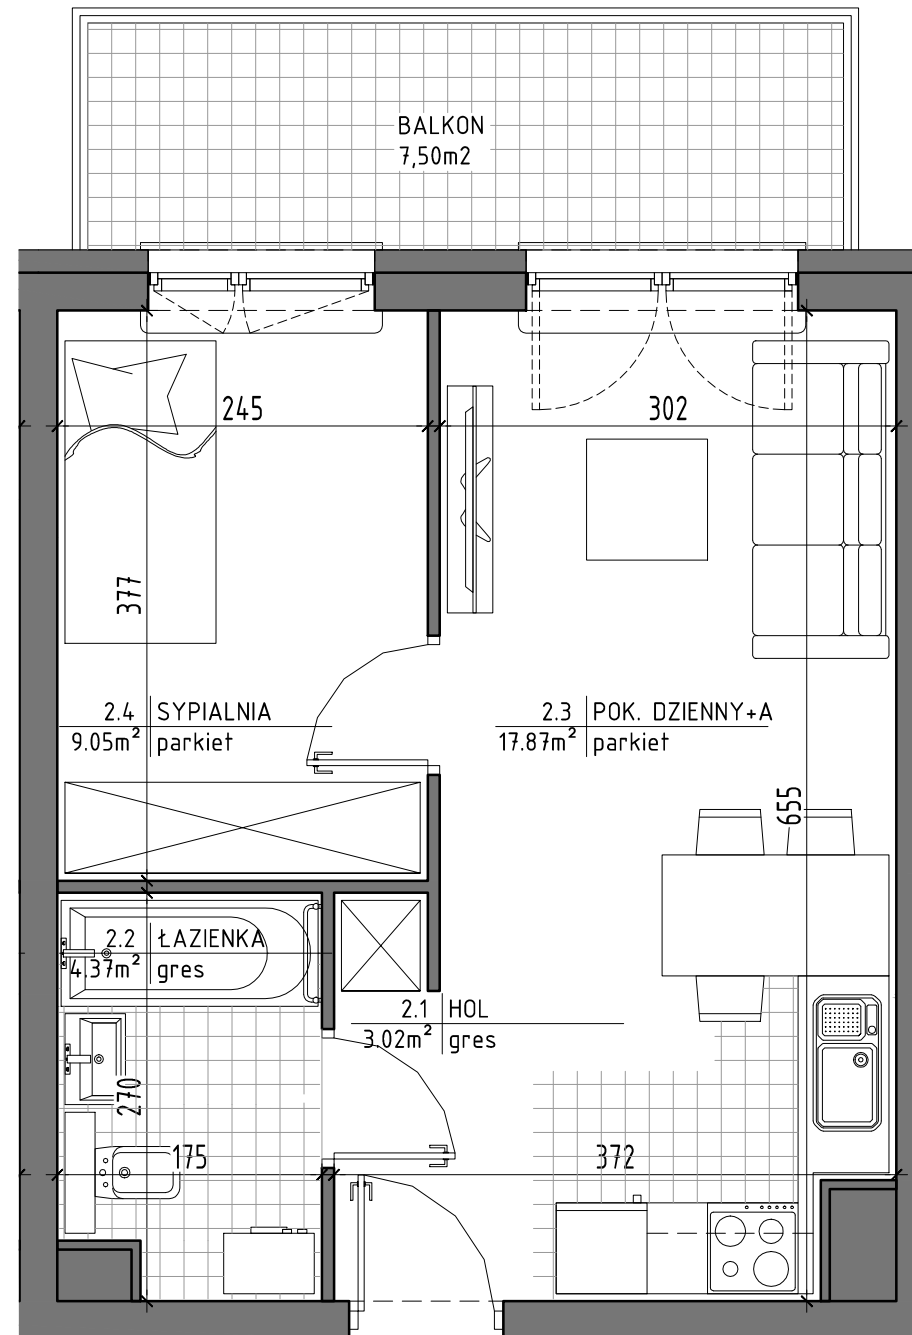 BALKON
7,50m2
245
302
377
2.4 SYPIALNIA
9.05m² parkiet
2.3 POK. DZIENNY+A
17.87m² parkiet
655
2.2 ŁAZIENKA
4.37m² gres
2.1 HOL
3.02m² gres
270
175
372